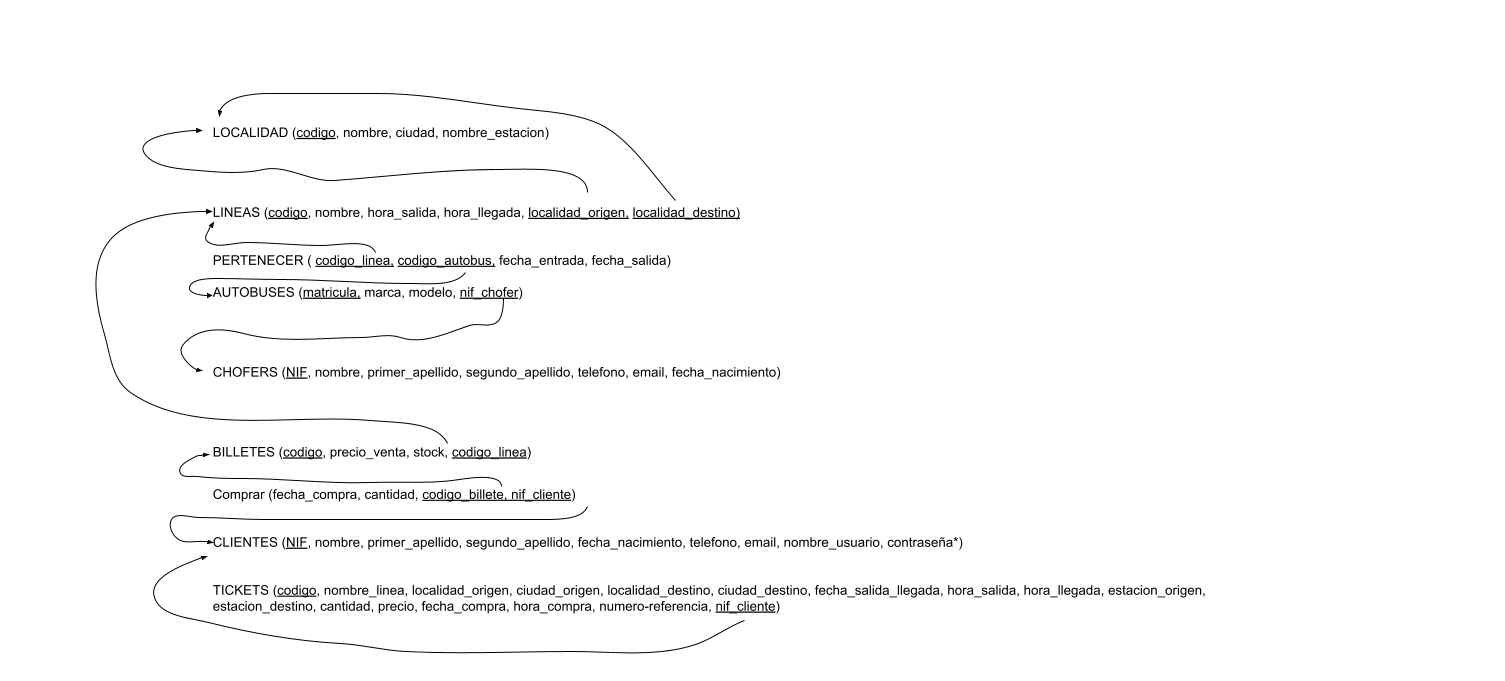 LOCALIDAD (codigo, nombre, ciudad, nombre_estacion)
LINEAS (codigo, nombre, hora_salida, hora_llegada, localidad_origen, localidad_destino)
PERTENECER ( codigo_linea, codigo_autobus, fecha_entrada, fecha_salida)
AUTOBUSES (matricula, marca, modelo, nif_chofer)
CHOFERS (NIF, nombre, primer_apellido, segundo_apellido, telefono, email, fecha_nacimiento)
BILLETES (codigo, precio_venta, stock, codigo_linea)
Comprar (fecha_compra, cantidad, codigo_billete, nif_cliente)
CLIENTES (NIF, nombre, primer_apellido, segundo_apellido, fecha_nacimiento, telefono, email, nombre_usuario, contraseña*)
TICKETS (codigo, nombre_linea, localidad_origen, ciudad_origen, localidad_destino, ciudad_destino, fecha_salida_llegada, hora_salida, hora_llegada, estacion_origen,
estacion_destino, cantidad, precio, fecha_compra, hora_compra, numero-referencia, nif_cliente)